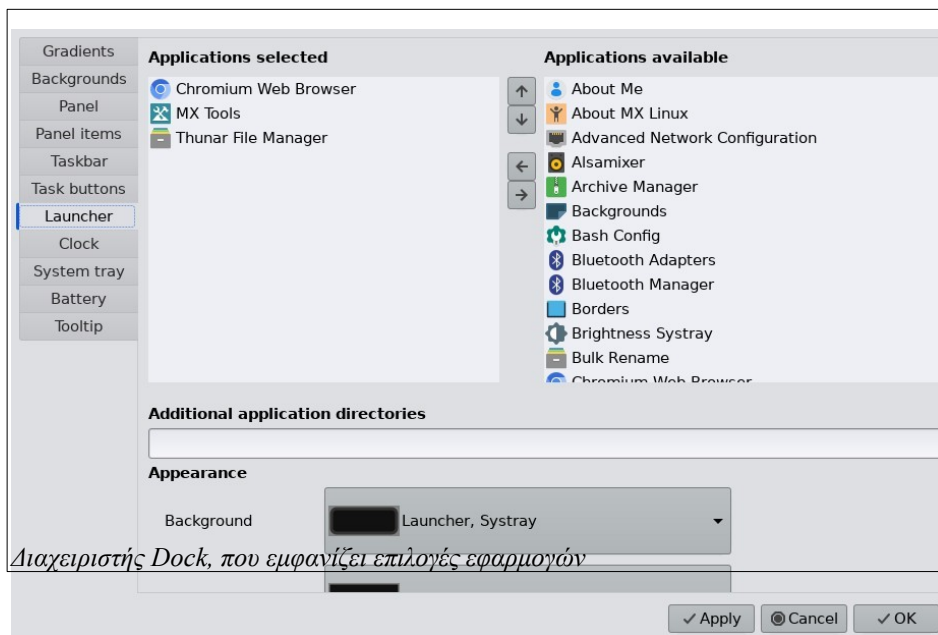 Gradients
Backgrounds
Panel
Panel items
Taskbar
Task buttons
Launcher
Clock
System tray
Battery
Tooltip
Applications selected
Chromium Web Browser
MX Tools
Thunar File Manager
Applications available
About Me
About MX Linux
Advanced Network Configuration
Alsamixer
Archive Manager
Backgrounds
Bash Config
Bluetooth Adapters
Bluetooth Manager
Borders
Brightness Systray
Bulk Rename
Chromium Web Browser
Additional application directories
Appearance
Background
Launcher, Systray
Διαχειριστής Dock, που εμφανίζει επιλογές εφαρμογών
Apply
Cancel
OK